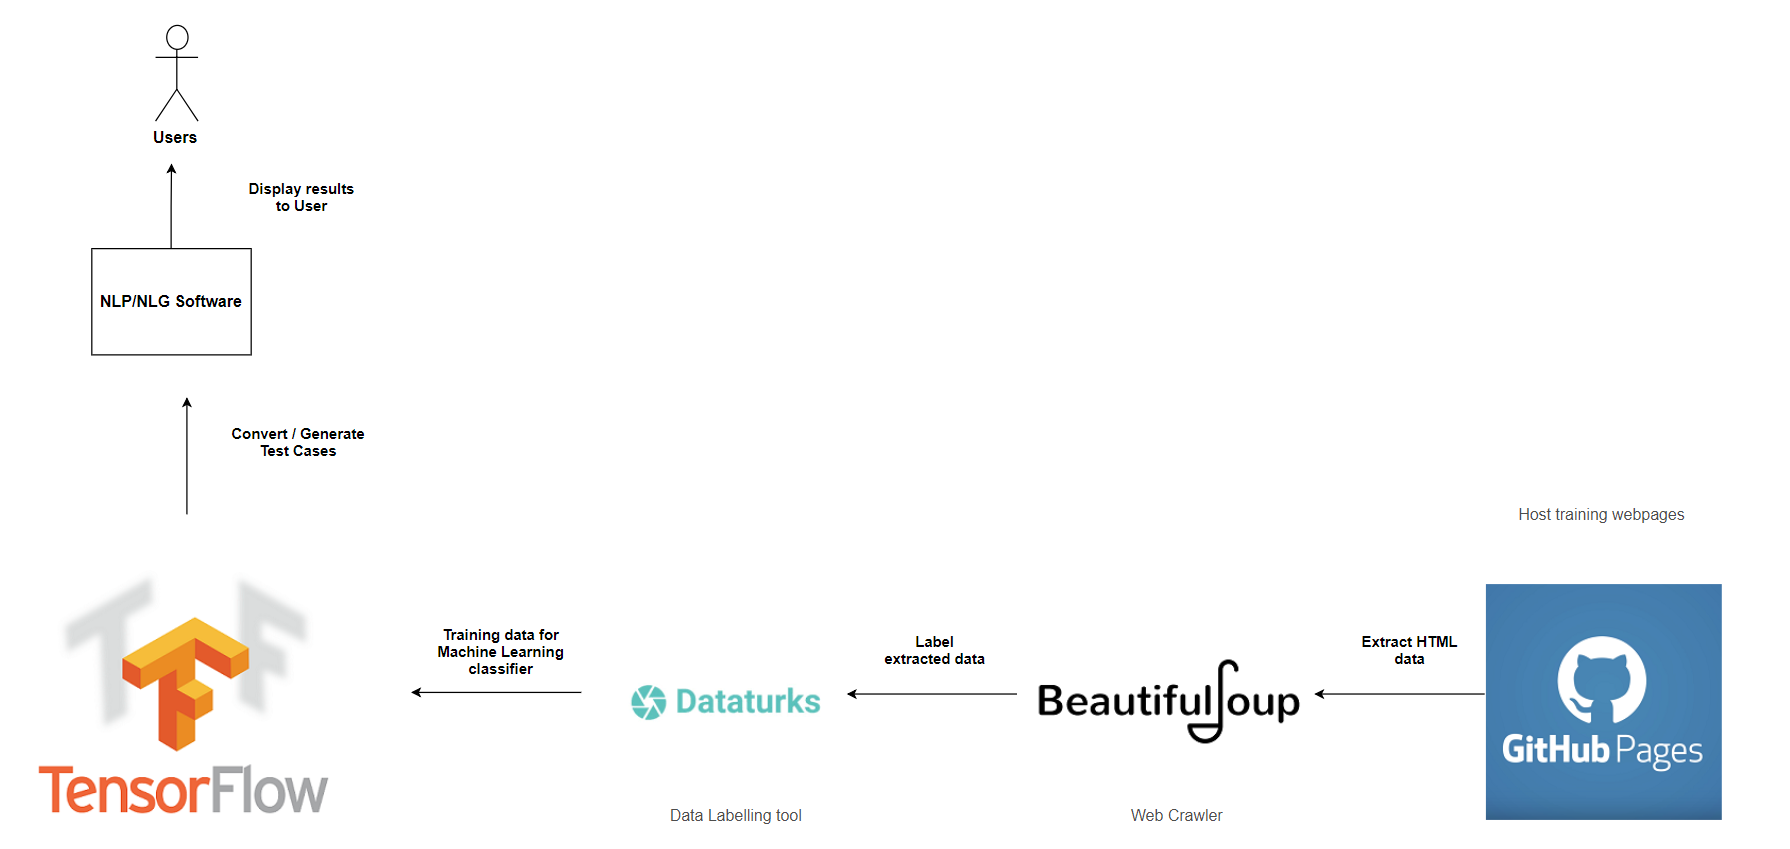 Users
Display results
to User
NLP/NLG Software
Convert / Generate
Test Cases
Host training webpages
Training data for
Machine Learning
classifier
Label
extracted data
Extract HTML
data
TensorFlow
Dataturks
BeautifulSoup
GitHub Pages
Data Labelling tool
Web Crawler